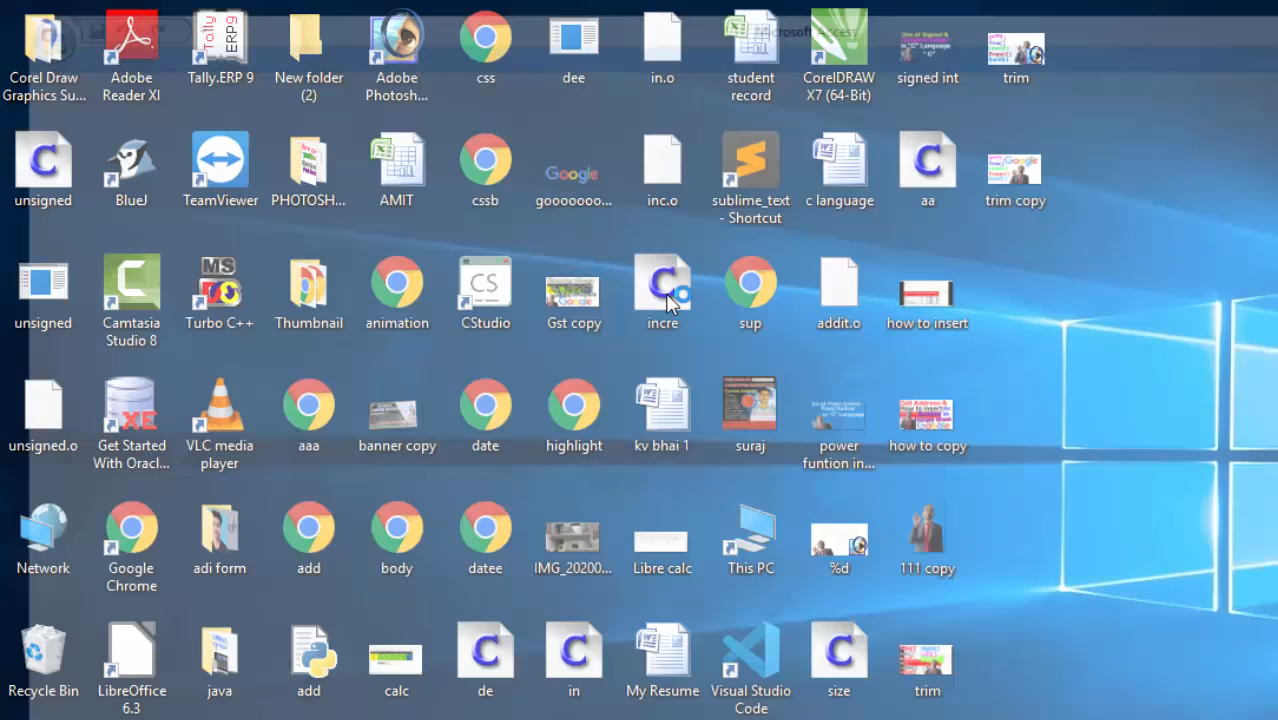 Microsoft Access
Corel Draw
Graphics Su...
Adobe
Reader XI
Tally.ERP 9
New folder
(2)
Adobe
Photosh...
css
dee
in.o
student
record
CorelDRAW
X7 (64-Bit)
signed int
trim
unsigned
BlueJ
TeamViewer
PHOTOSH...
AMIT
cssb
Google
gooooooo...
inc.o
sublime_text
- Shortcut
c language
aa
trim copy
unsigned
Camtasia
Studio 8
Turbo C++
Thumbnail
animation
CStudio
Gst copy
incre
sup
addit.o
how to insert
unsigned.o
Get Started
With Oracl...
VLC media
player
aaa
banner copy
date
highlight
kv bhai 1
suraj
power
funtion in...
how to copy
Network
Google
Chrome
adi form
add
body
datee
IMG_20200...
Libre calc
This PC
%d
111 copy
Recycle Bin
LibreOffice
6.3
java
add
calc
de
in
My Resume
Visual Studio
Code
size
trim